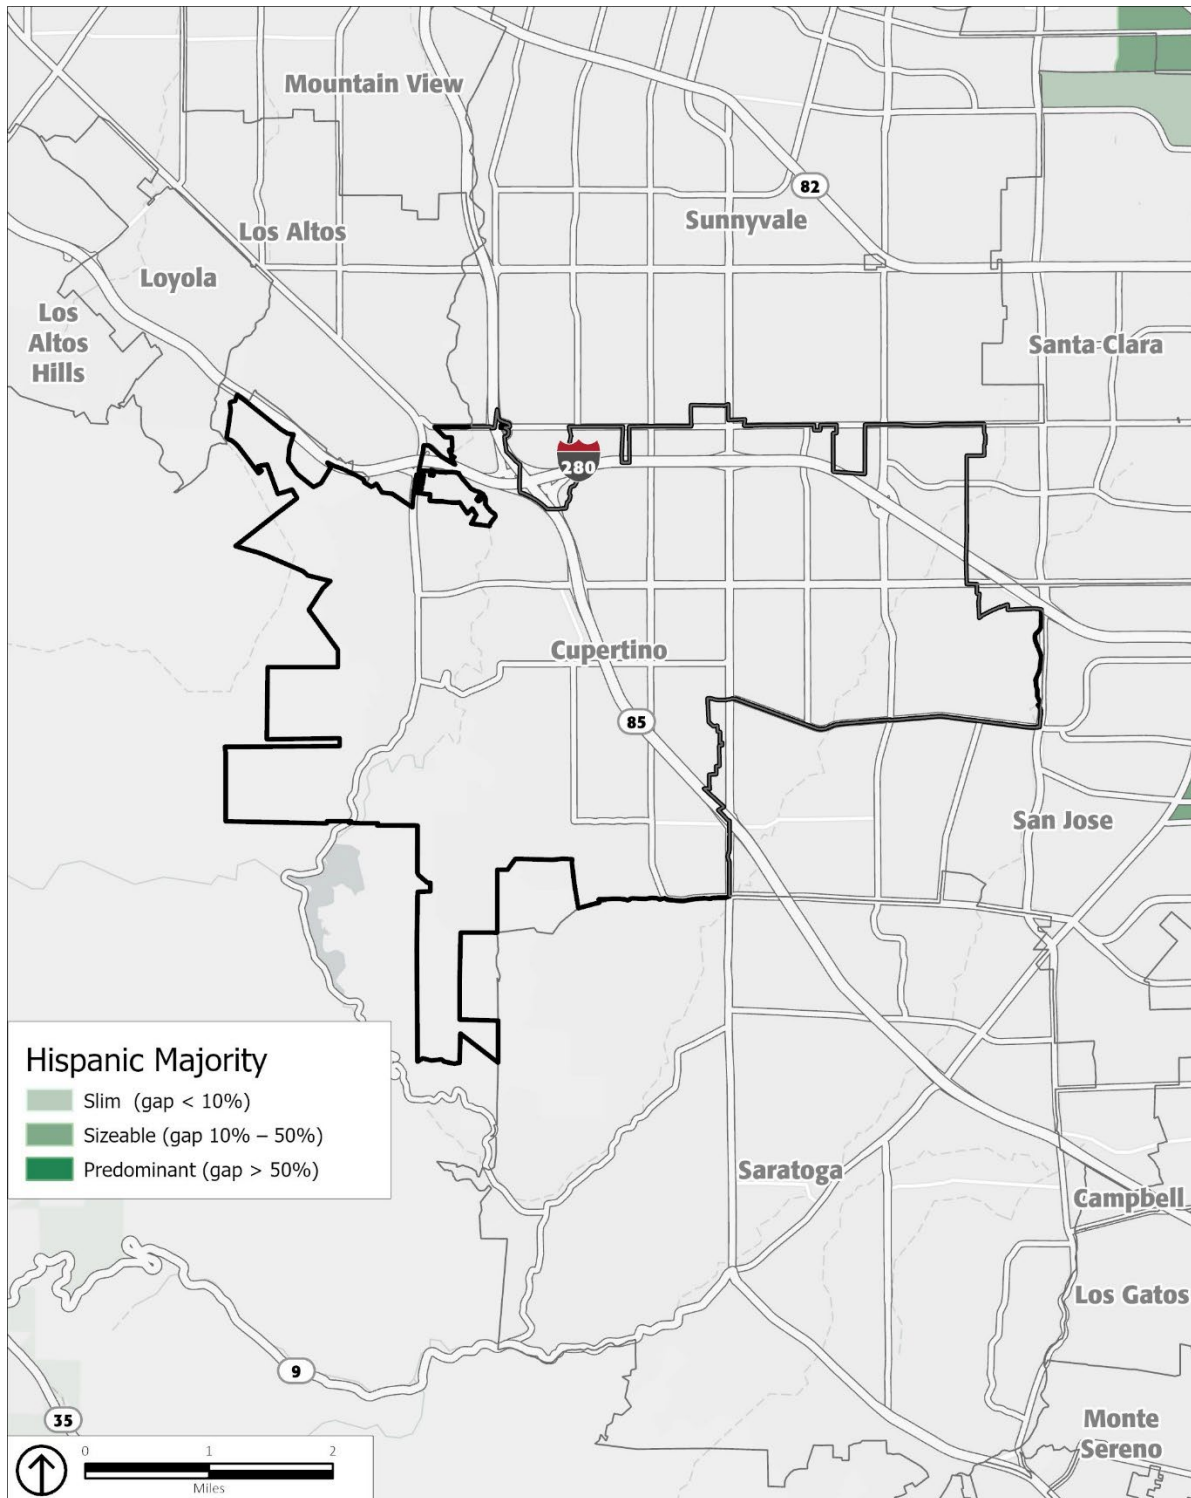 Mountain View
82
Sunnyvale
Los Altos
Loyola
Los
Altos
Hills
Santa Clara
280
Cupertino
85
San Jose
Hispanic Majority
Slim (gap < 10%)
Sizeable (gap 10% – 50%)
Predominant (gap > 50%)
Saratoga
Campbell
Los Gatos
9
35
Monte
Sereno
0 1 2
Miles